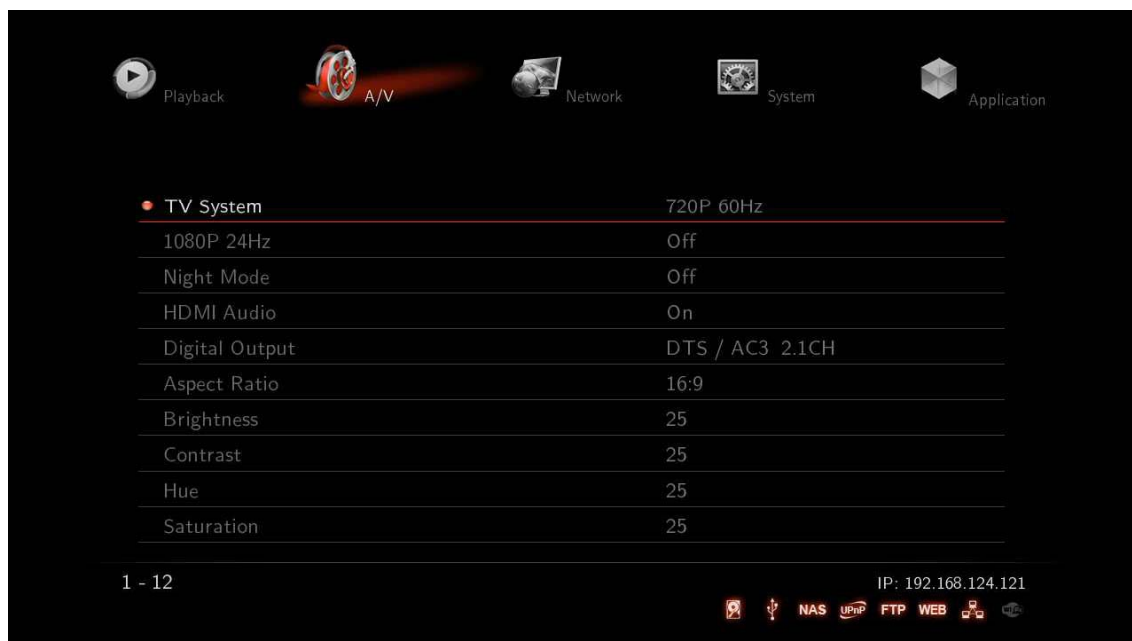 Playback A/V Network System Application
TV System 720P 60Hz
1080P 24Hz Off
Night Mode Off
HDMI Audio On
Digital Output DTS / AC3 2.1CH
Aspect Ratio 16:9
Brightness 25
Contrast 25
Hue 25
Saturation 25
1 - 12 IP: 192.168.124.121
NAS UPnP FTP WEB